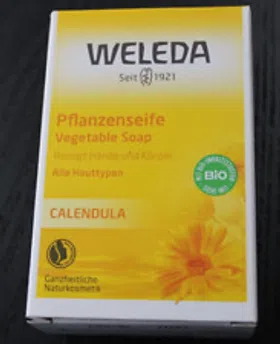 WELEDA
Seit 1921
Pflanzenseife
Vegetable Soap
Reinigt Hände und Körper
Alle Hauttypen
BIO
CALENDULA
Ganzheitliche
Naturkosmetik